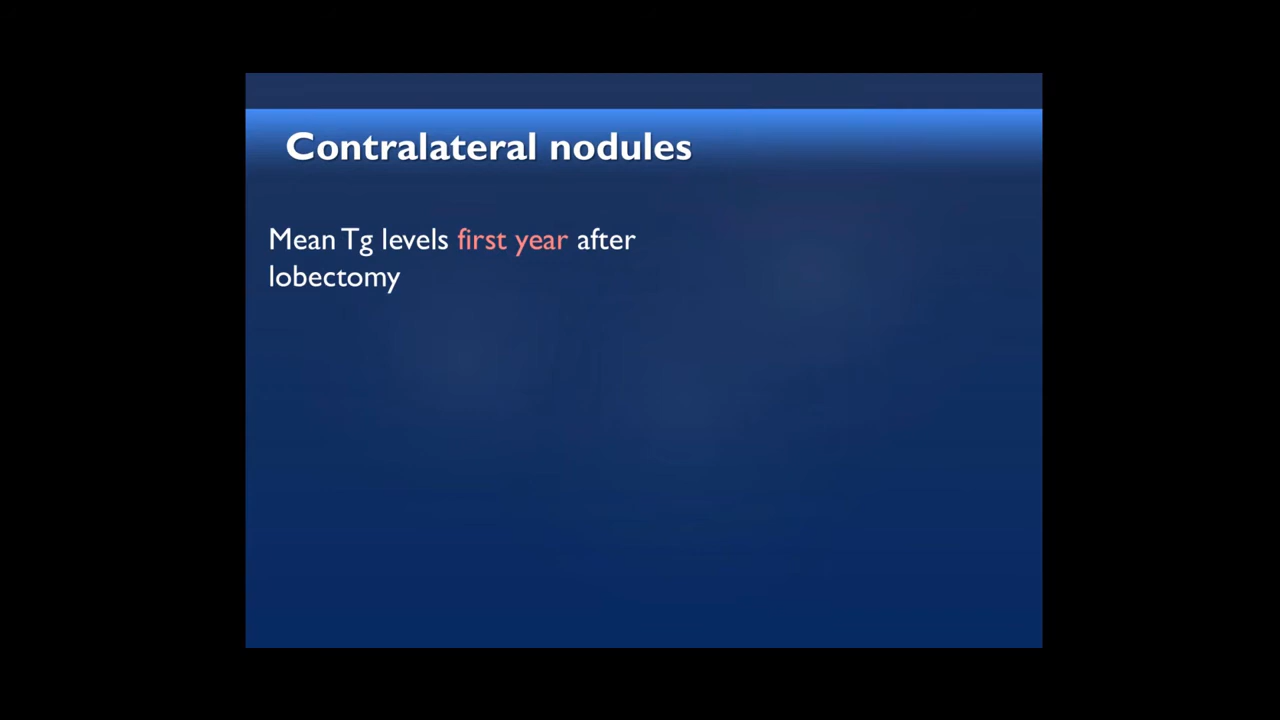 Contralateral nodules
Mean Tg levels first year after
lobectomy